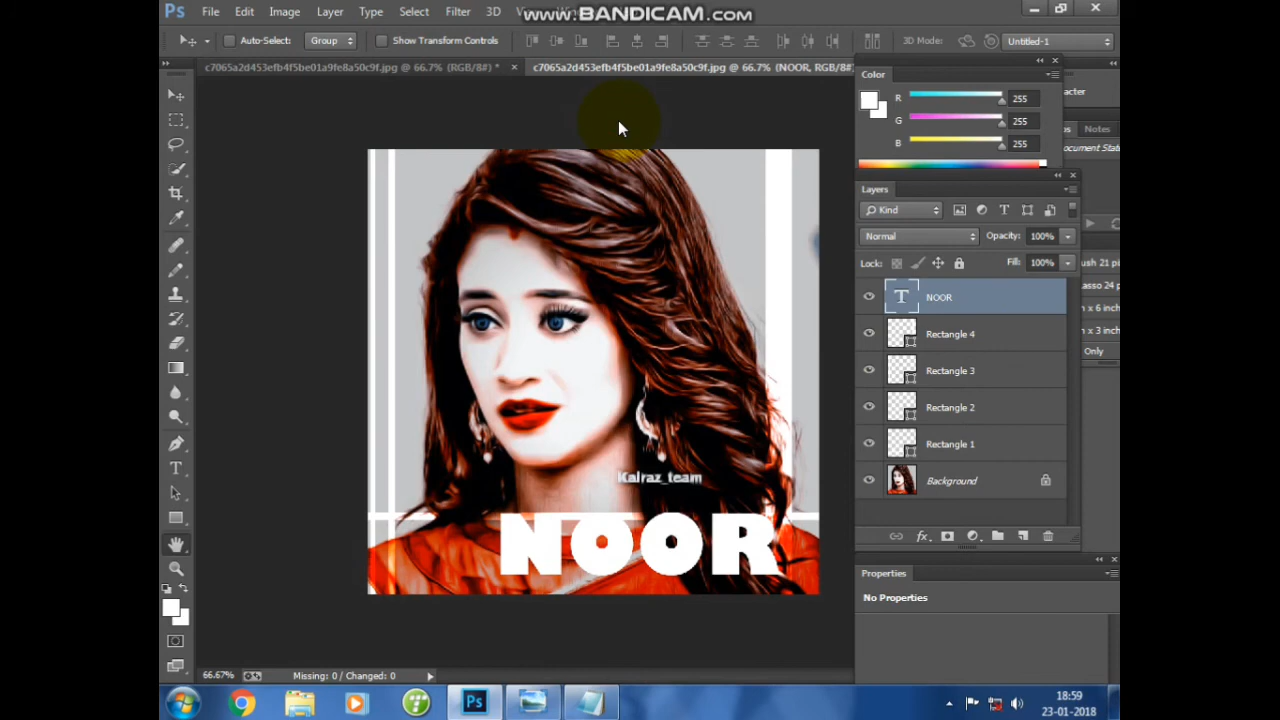 www.BANDICAM.com
Ps File Edit Image Layer Type Select Filter 3D
Auto-Select: Group Show Transform Controls 3D Mode: Untitled-1
c7065a2d453efb4f5be01a9fe8a50c9f.jpg @ 66.7% (RGB/8#) * × c7065a2d453efb4f5be01a9fe8a50c9f.jpg @ 66.7% (NOOR, RGB/8#)
Color
R 255
G 255
B 255
Notes
Layers
Kind
Normal Opacity: 100%
Lock: Fill: 100%
T NOOR
Rectangle 4
Rectangle 3
Rectangle 2
Rectangle 1
Background
Kalraz_team
NOOR
Properties
No Properties
66.67% Missing: 0 / Changed: 0
Ps 18:59
23-01-2018